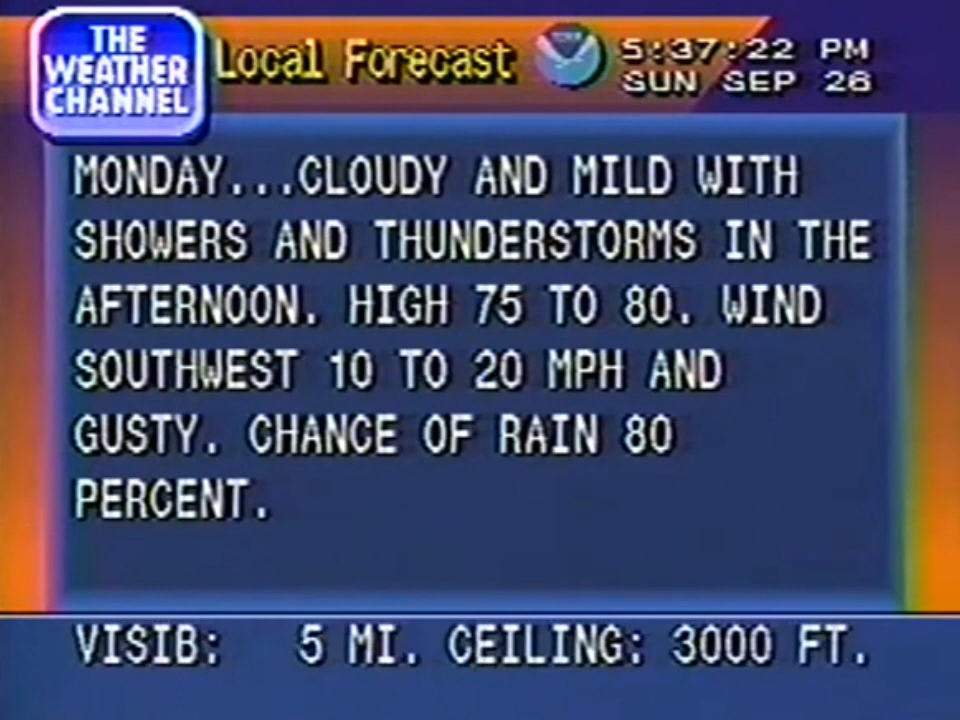 THE
WEATHER
CHANNEL
Local Forecast
5:37:22 PM
SUN SEP 26
MONDAY...CLOUDY AND MILD WITH
SHOWERS AND THUNDERSTORMS IN THE
AFTERNOON. HIGH 75 TO 80. WIND
SOUTHWEST 10 TO 20 MPH AND
GUSTY. CHANCE OF RAIN 80
PERCENT.
VISIB: 5 MI. CEILING: 3000 FT.